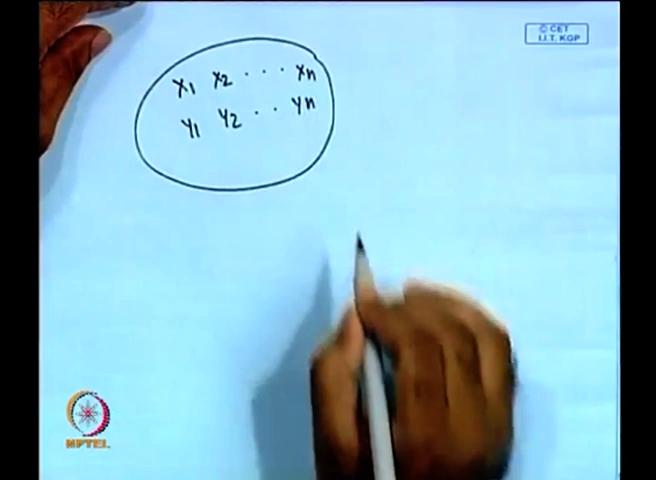 © CET
I.I.T. KGP
x1 x2 . . . xn
y1 y2 . . yn
NPTEL